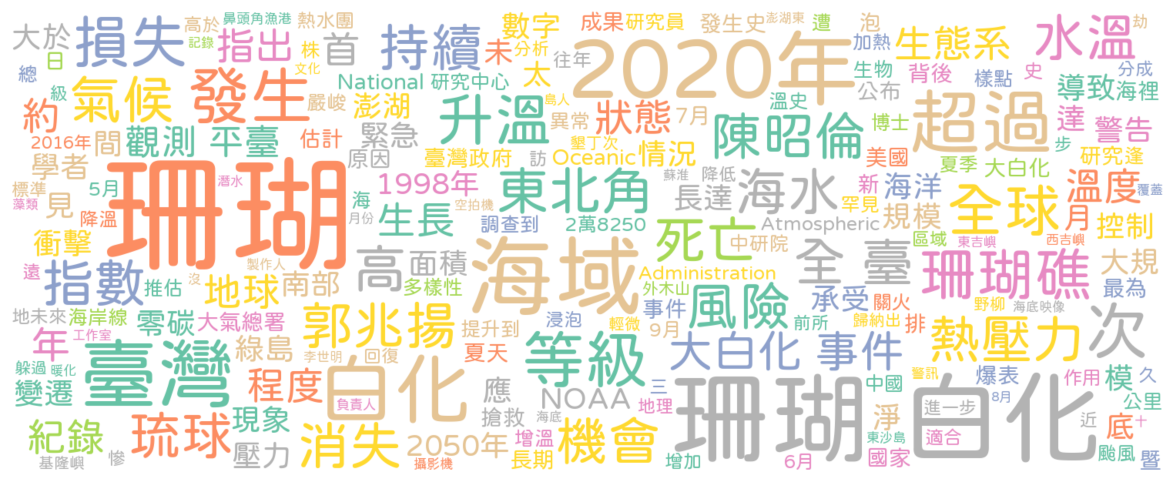 大於
日
總
級
損失
氣候
記錄
指出
高於
鼻頭角漁港
發生
株
文化
熱水團
首
持續
數字
未
分析
太
成果
研究員
往年
發生史
澎湖東
遭
泡
加熱
生態系
水溫
劫
2020年
National
研究中心
嚴峻
澎湖
升溫
島人
異常
狀態
7月
溫史
生物
公布
背後
樣點
史
分成
導致
海裡
達
警告
步
約
2016年
間
觀測
平臺
估計
緊急
原因
臺灣政府
訪
墾丁次
Oceanic
情況
陳昭倫
博士
超過
美國
夏季
大白化
研究逢
覆蓋
學者
標準
藻類
5月
見
降溫
珊瑚
潛水
1998年
海
月份
空拍機
生長
調查到
東北角
2萬8250
蘇淮
降低
長達
海水
罕見
新
海洋
規模
Atmospheric
全球
溫度
月
控制
衝擊
遠
指數
推估
沒
製作人
地球
南部
高
面積
多樣性
海域
死亡
中研院
Administration
外木山
全臺
區域
東吉嶼
西吉嶼
珊瑚礁
大規
最為
地未來
海岸線
零碳
大氣總署
年
工作室
綠島
郭兆揚
李世明
回復
提升到
夏天
浸泡
輕微
事件
9月
風險
前所
承受
關火
歸納出
排
野柳
海底映像
熱壓力
次
躲過
暖化
變遷
臺灣
程度
負責人
白化
等級
大白化
事件
警訊
爆表
8月
中國
作用
模
久
公里
紀錄
琉球
現象
壓力
基隆嶼
慘
消失
攝影機
2050年
應
搶救
NOAA
海底
增溫
長期
機會
三
地理
增加
6月
珊瑚白化
東沙島
淨
國家
進一步
適合
近
底
十
颱風
暨